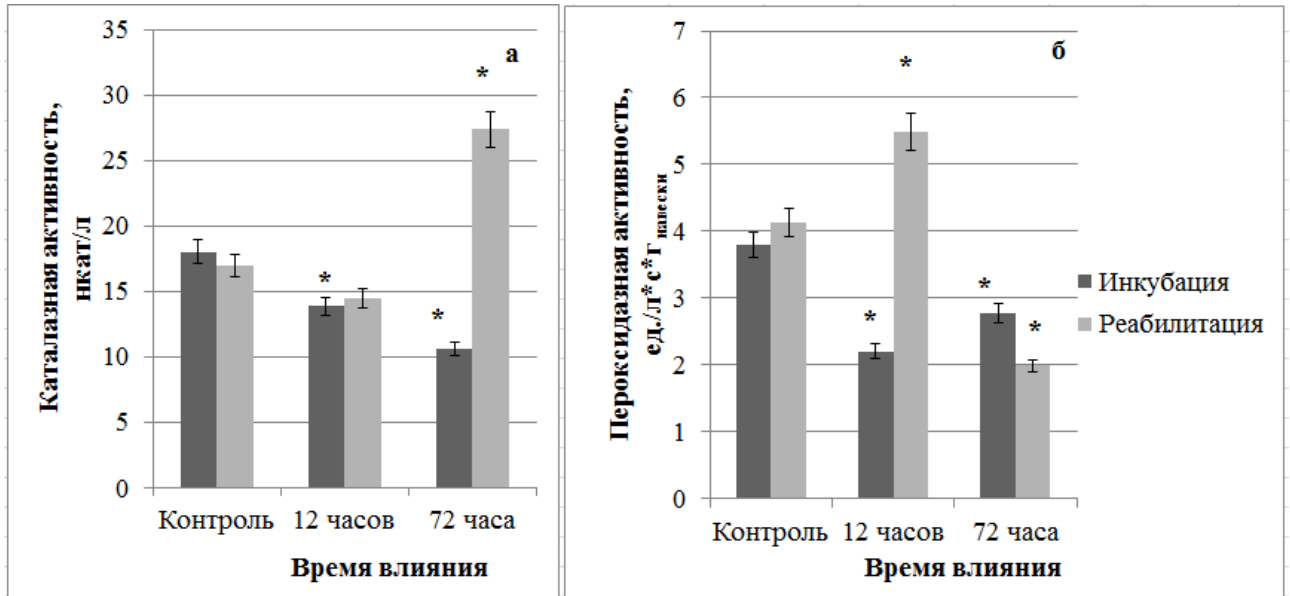 Каталазная активность,
нкат/л
35
30
25
20
15
10
5
0
а
*
*
*
Контроль
12 часов
72 часа
Время влияния
Пероксидазная активность,
ед./л*с*г навески
7
6
5
4
3
2
1
0
б
*
*
*
*
Контроль
12 часов
72 часа
Время влияния
Инкубация
Реабилитация